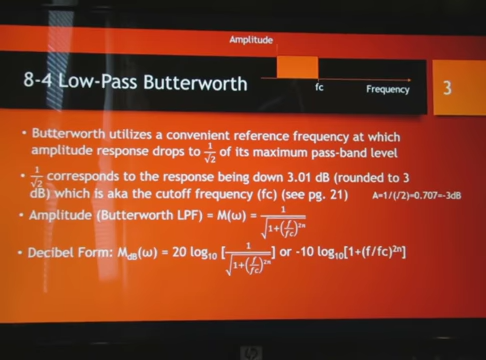 Amplitude
8-4 Low-Pass Butterworth
fc
Frequency
3
• Butterworth utilizes a convenient reference frequency at which
amplitude response drops to 1/√2 of its maximum pass-band level
• 1/√2 corresponds to the response being down 3.01 dB (rounded to 3
dB) which is aka the cutoff frequency (fc) (see pg. 21) A=1/(/2)=0.707=-3dB
• Amplitude (Butterworth LPF) = M(ω) = 1/√(1+(f/fc)²ⁿ)
• Decibel Form: M_dB(ω) = 20 log₁₀ [1/√(1+(f/fc)²ⁿ)] or -10 log₁₀[1+(f/fc)²ⁿ]
hp